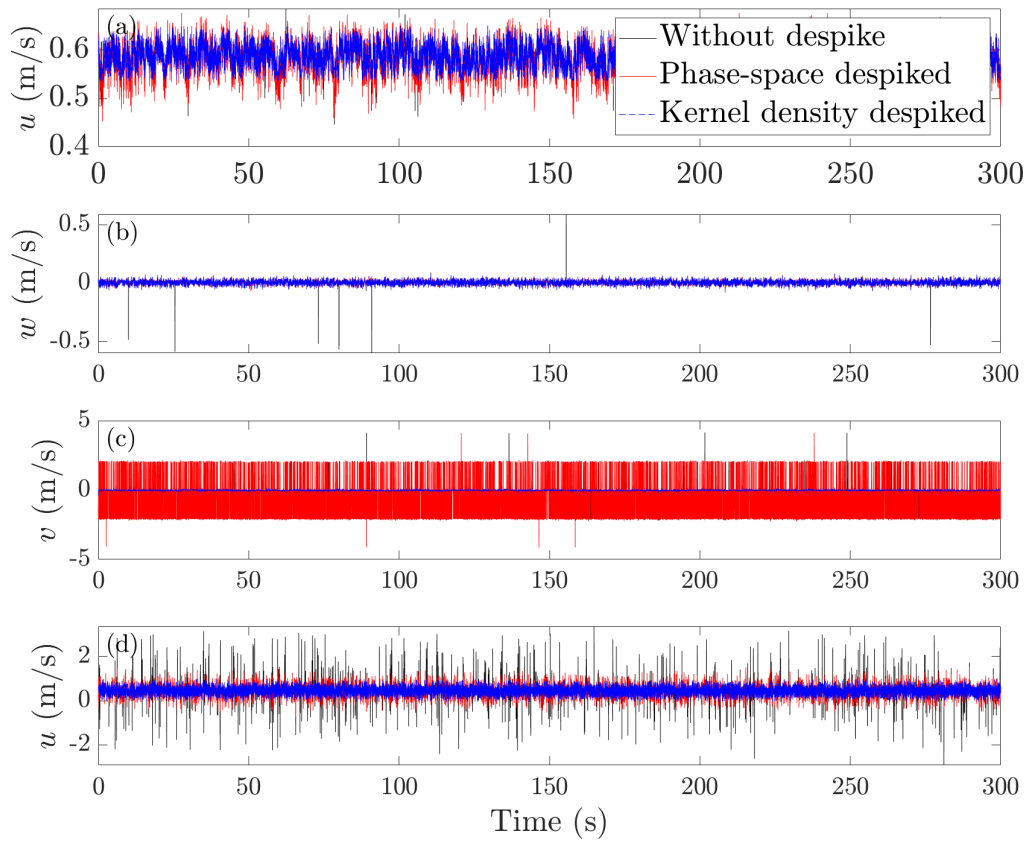 (a)
u (m/s)
0.6
0.5
0.4
Without despike
Phase-space despiked
Kernel density despiked
0 50 100 150 200 250 300
(b)
w (m/s)
0.5
0
-0.5
0 50 100 150 200 250 300
(c)
v (m/s)
5
0
-5
0 50 100 150 200 250 300
(d)
u (m/s)
2
0
-2
0 50 100 150 200 250 300
Time (s)